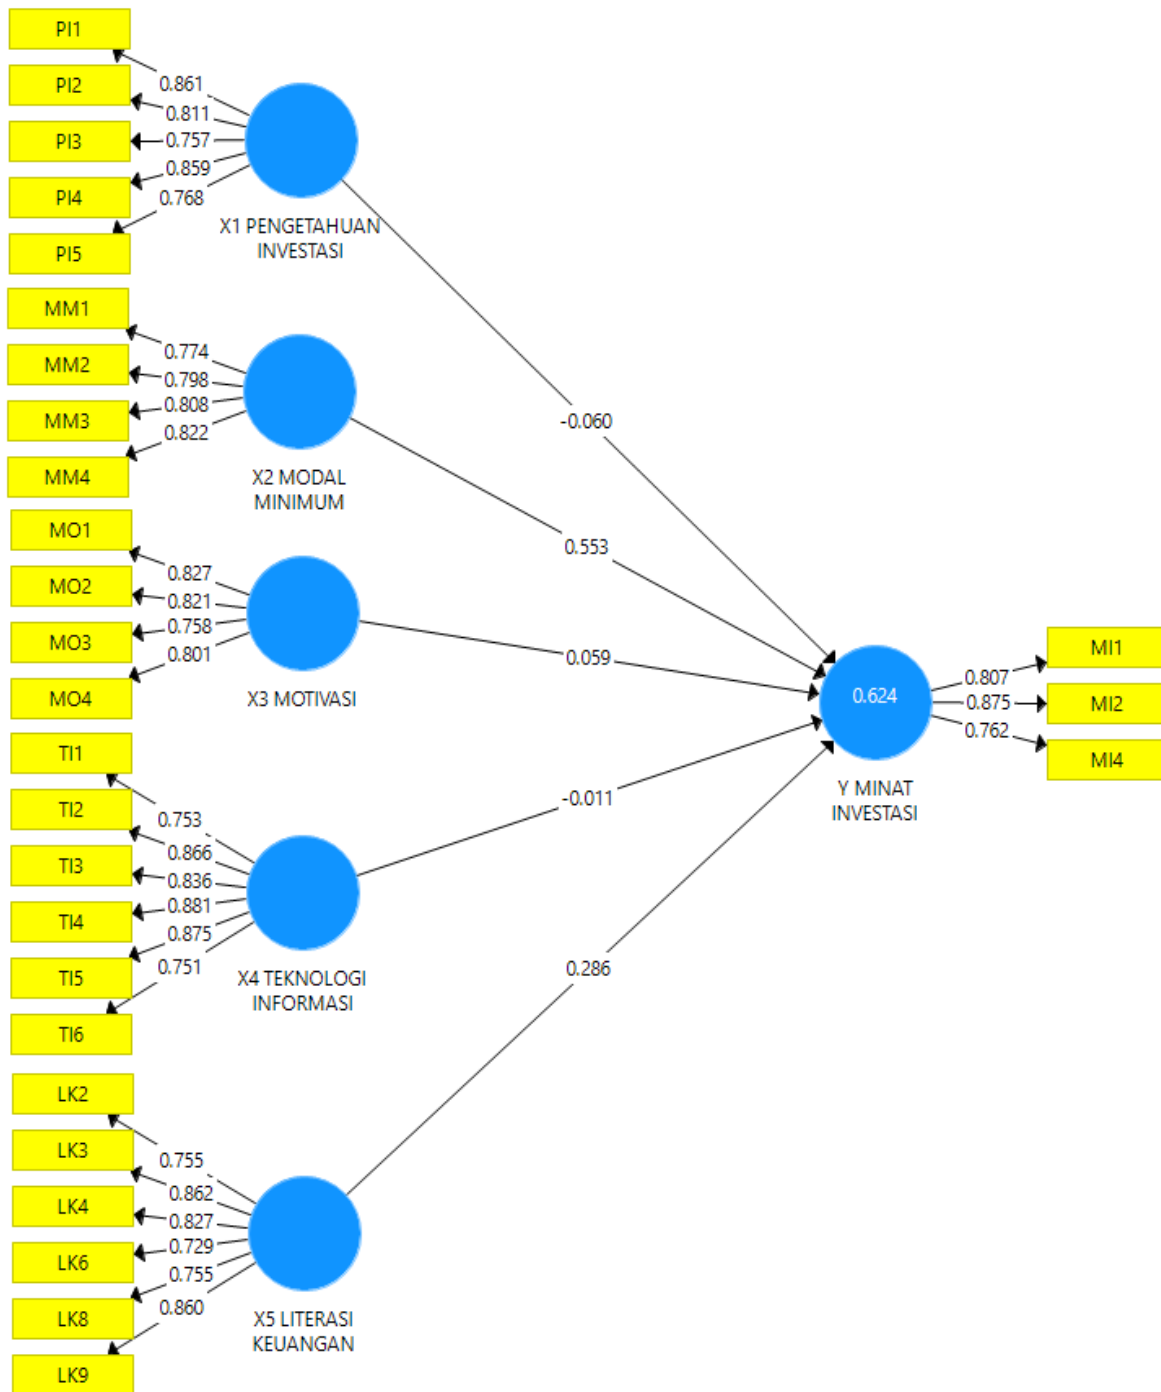 PI1
PI2
PI3
PI4
PI5
0.861
0.811
0.757
0.859
0.768
X1 PENGETAHUAN
INVESTASI
MM1
MM2
MM3
MM4
0.774
0.798
0.808
0.822
X2 MODAL
MINIMUM
MO1
MO2
MO3
MO4
0.827
0.821
0.758
0.801
X3 MOTIVASI
TI1
TI2
TI3
TI4
TI5
TI6
0.753
0.866
0.836
0.881
0.875
0.751
X4 TEKNOLOGI
INFORMASI
LK2
LK3
LK4
LK6
LK8
LK9
0.755
0.862
0.827
0.729
0.755
0.860
X5 LITERASI
KEUANGAN
-0.060
0.553
0.059
-0.011
0.286
0.624
Y MINAT
INVESTASI
0.807
0.875
0.762
MI1
MI2
MI4